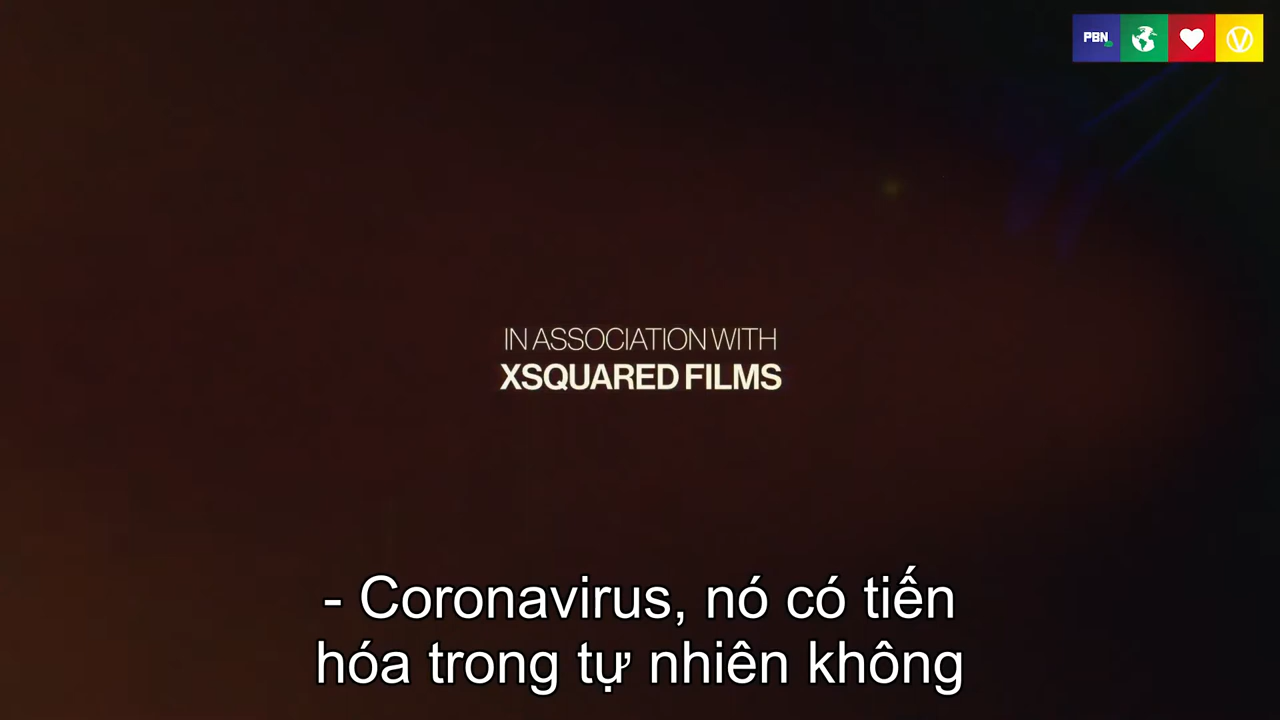 PBN
IN ASSOCIATION WITH
XSQUARED FILMS
- Coronavirus, nó có tiến
hóa trong tự nhiên không